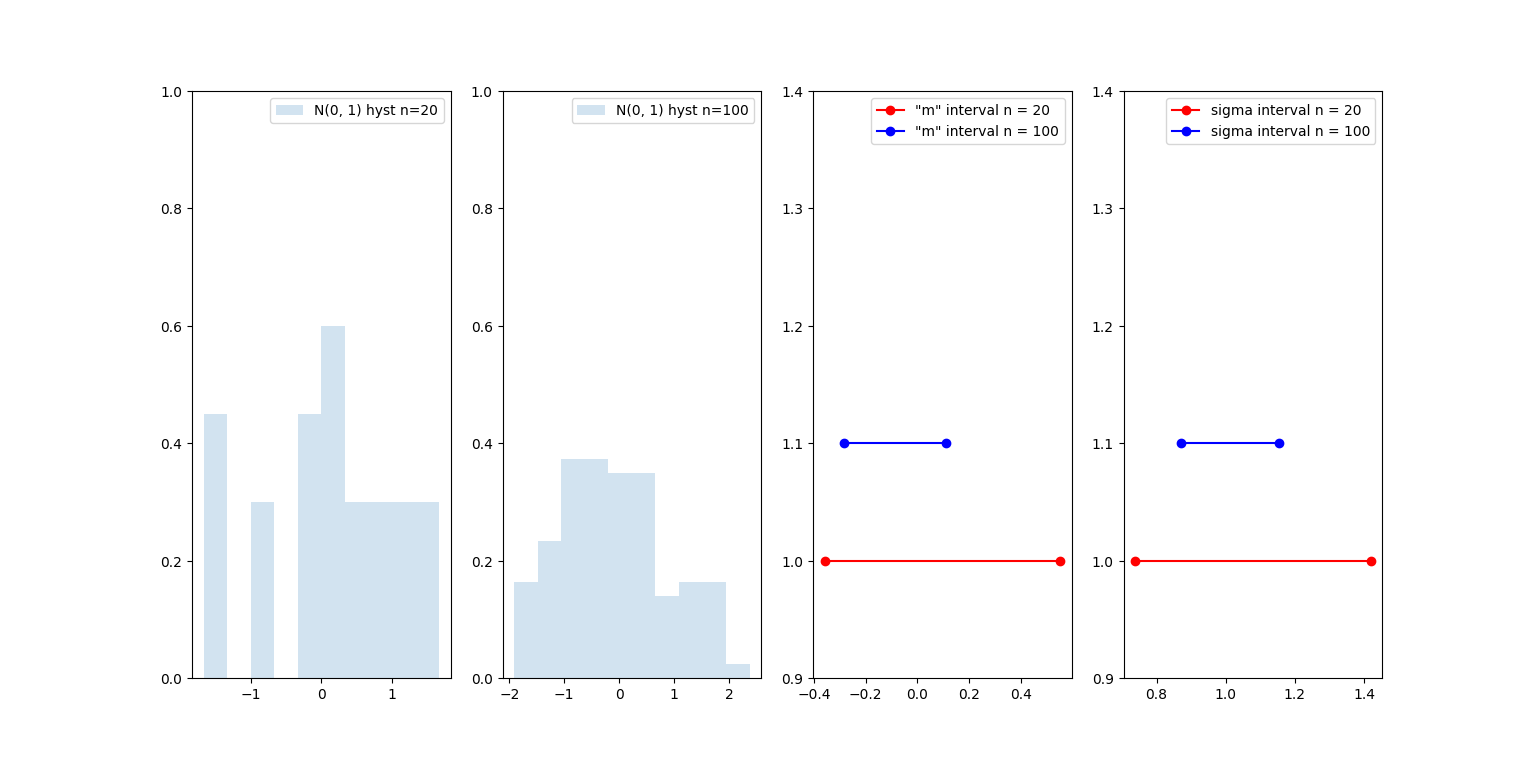 N(0, 1) hyst n=20
1.0
0.8
0.6
0.4
0.2
0.0
−1 0 1
N(0, 1) hyst n=100
1.0
0.8
0.6
0.4
0.2
0.0
−2 −1 0 1 2
"m" interval n = 20
"m" interval n = 100
1.4
1.3
1.2
1.1
1.0
0.9
−0.4 −0.2 0.0 0.2 0.4
sigma interval n = 20
sigma interval n = 100
1.4
1.3
1.2
1.1
1.0
0.9
0.8 1.0 1.2 1.4